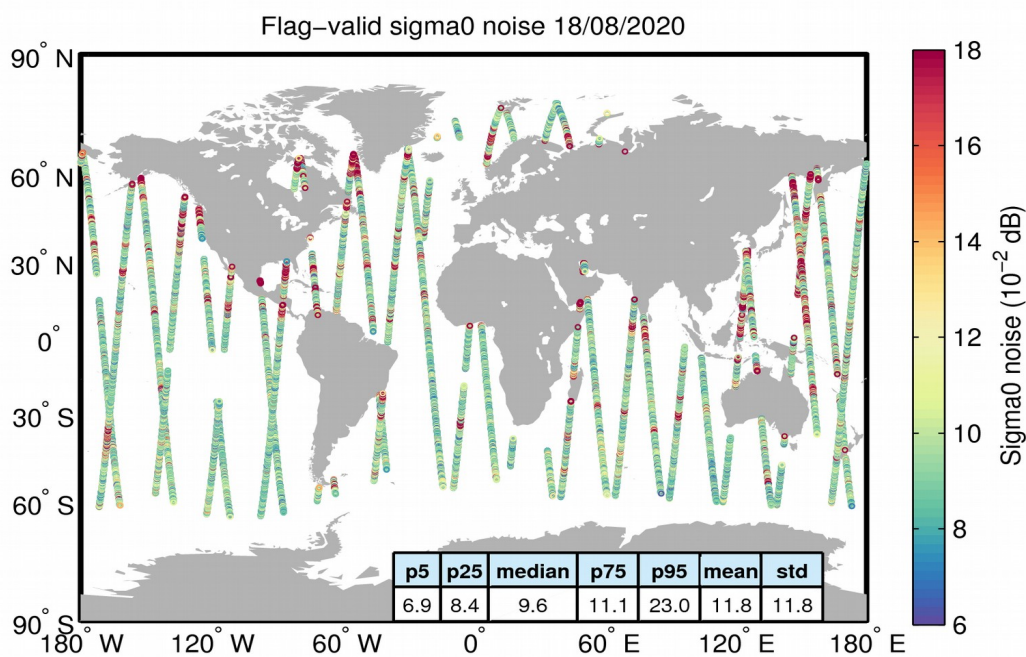 Flag−valid sigma0 noise 18/08/2020
90° N
60° N
30° N
0°
30° S
60° S
90° S
180° W
120° W
60° W
0°
60° E
120° E
180° E
p5 p25 median p75 p95 mean std
6.9 8.4 9.6 11.1 23.0 11.8 11.8
18
16
14
12
10
8
6
Sigma0 noise (10⁻² dB)